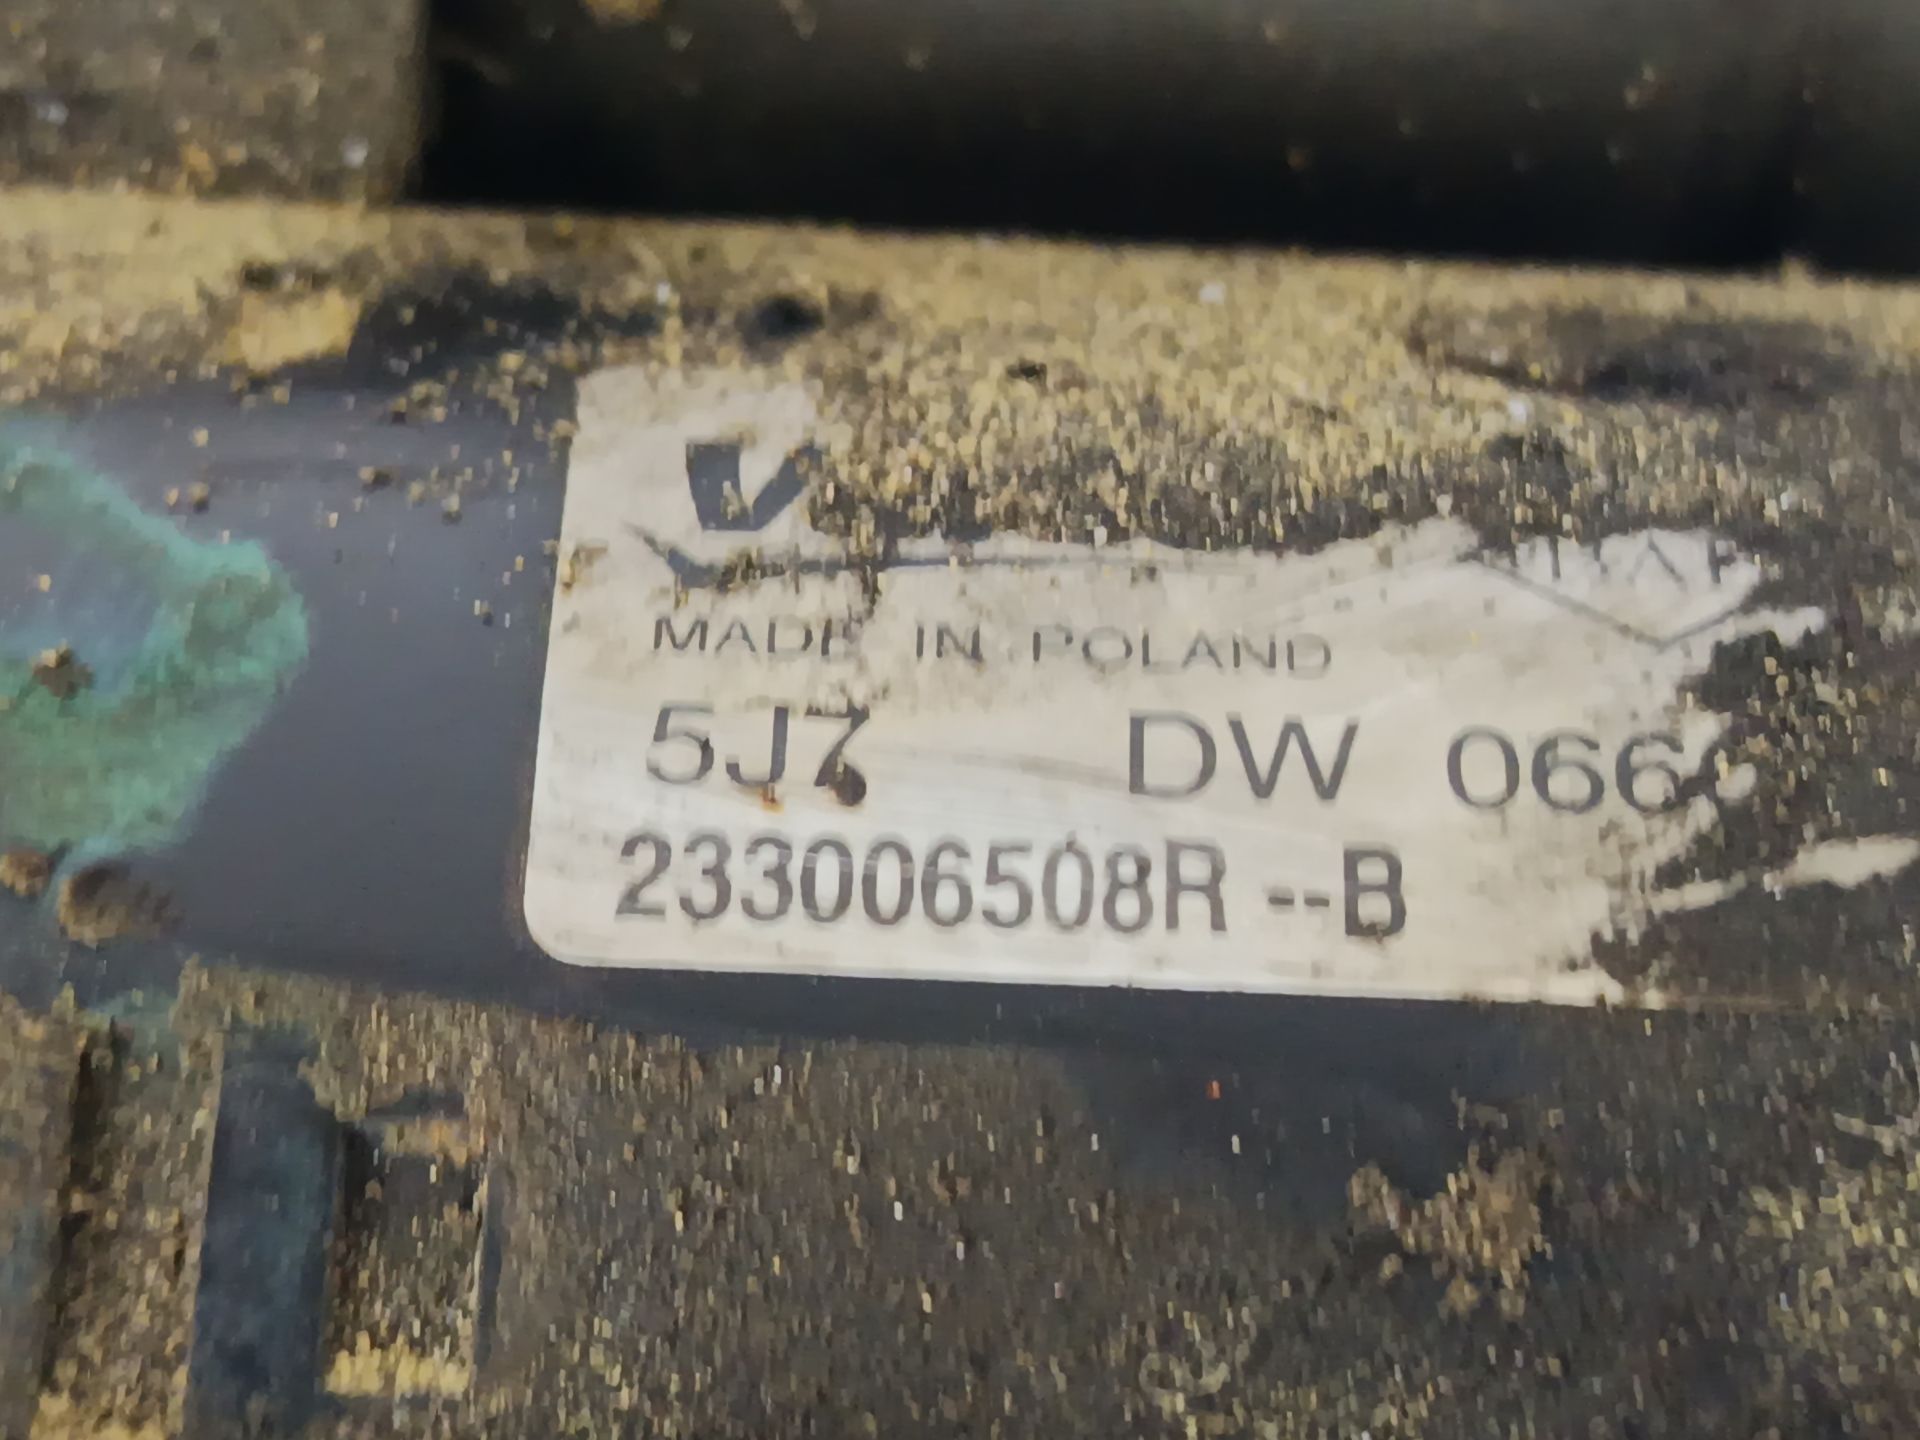 V
MADE IN POLAND
5J7 DW 066
233006508R --B